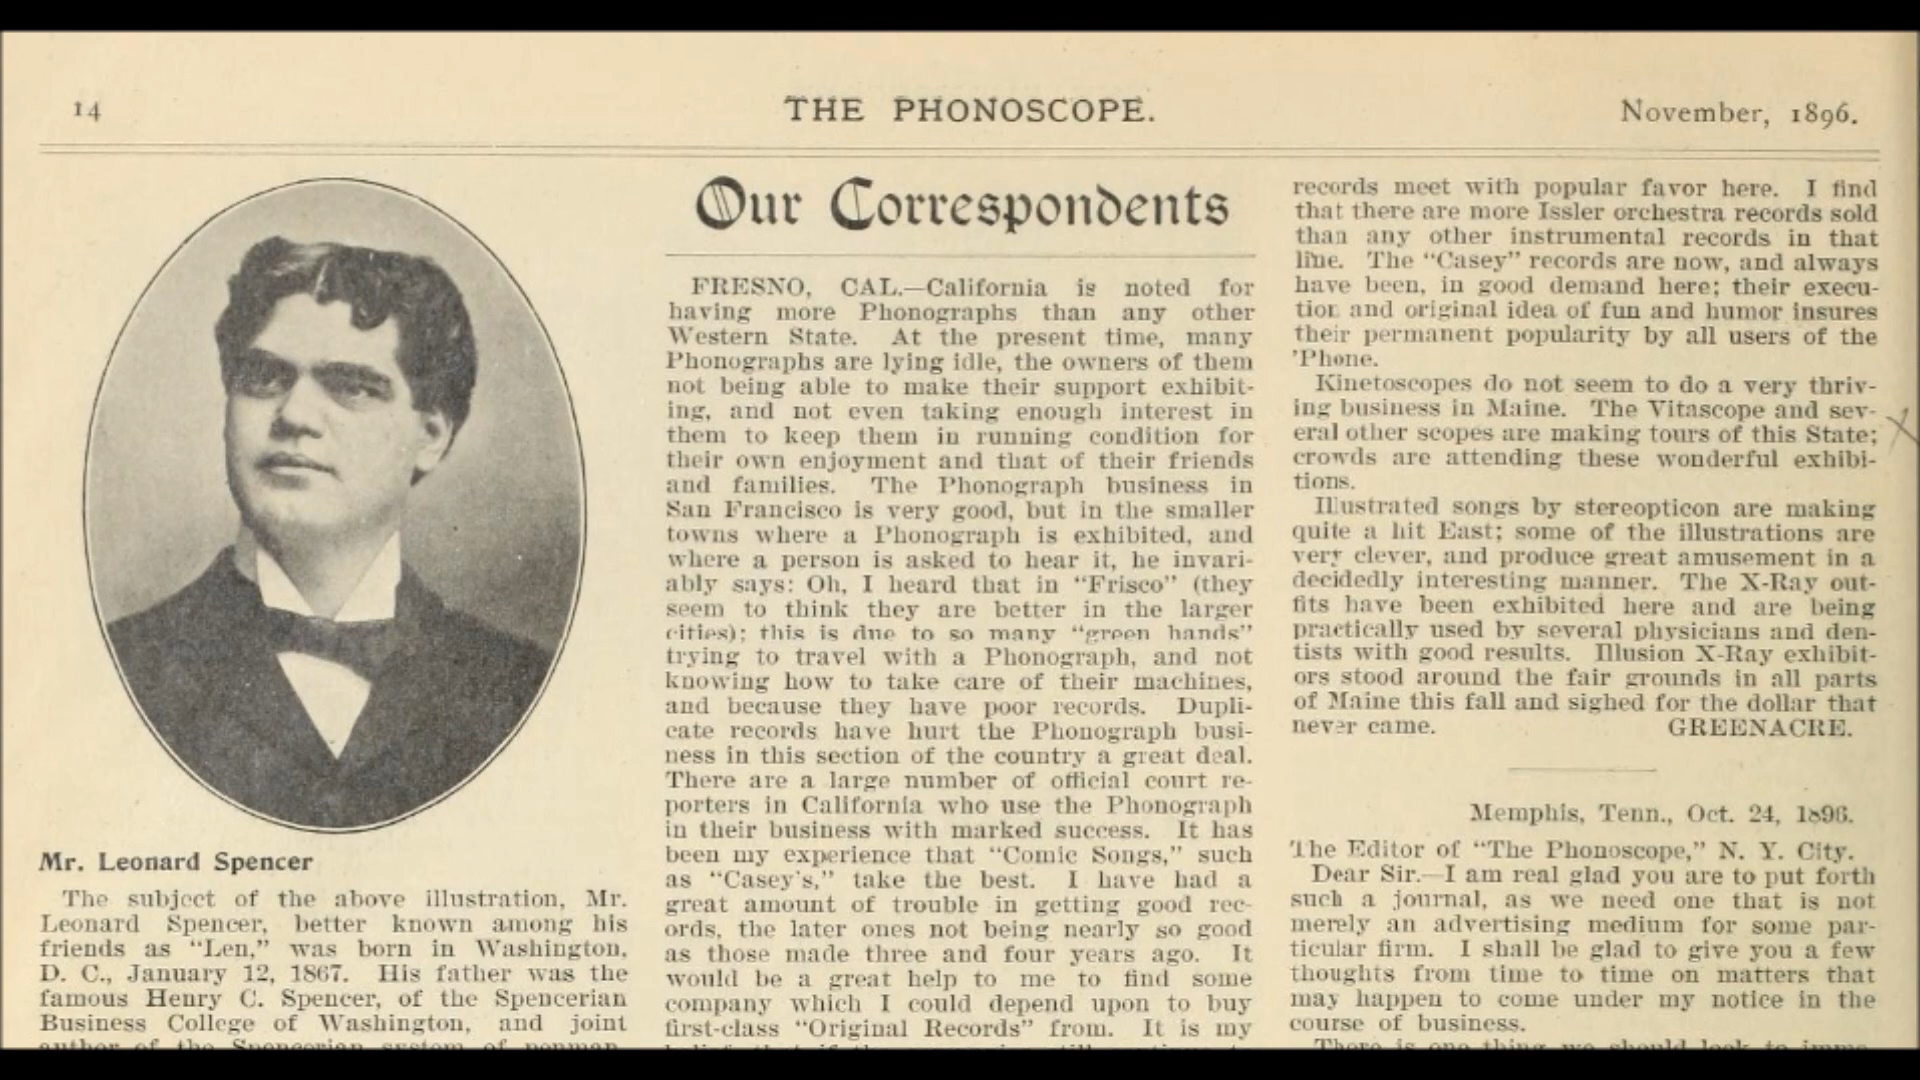 14
THE PHONOSCOPE.
November, 1896.
Mr. Leonard Spencer
The subject of the above illustration, Mr.
Leonard Spencer, better known among his
friends as "Len," was born in Washington,
D. C., January 12, 1867. His father was the
famous Henry C. Spencer, of the Spencerian
Business College of Washington, and joint
author of the Spencerian system of penman-
Our Correspondents
FRESNO, CAL.—California is noted for
having more Phonographs than any other
Western State. At the present time, many
Phonographs are lying idle, the owners of them
not being able to make their support exhibit-
ing, and not even taking enough interest in
them to keep them in running condition for
their own enjoyment and that of their friends
and families. The Phonograph business in
San Francisco is very good, but in the smaller
towns where a Phonograph is exhibited, and
where a person is asked to hear it, he invari-
ably says: Oh, I heard that in "Frisco" (they
seem to think they are better in the larger
cities); this is due to so many "green hands"
trying to travel with a Phonograph, and not
knowing how to take care of their machines,
and because they have poor records. Dupli-
cate records have hurt the Phonograph busi-
ness in this section of the country a great deal.
There are a large number of official court re-
porters in California who use the Phonograph
in their business with marked success. It has
been my experience that "Comic Songs," such
as "Casey's," take the best. I have had a
great amount of trouble in getting good rec-
ords, the later ones not being nearly so good
as those made three and four years ago. It
would be a great help to me to find some
company which I could depend upon to buy
first-class "Original Records" from. It is my
records meet with popular favor here. I find
that there are more Issler orchestra records sold
than any other instrumental records in that
line. The "Casey" records are now, and always
have been, in good demand here; their execu-
tion and original idea of fun and humor insures
their permanent popularity by all users of the
'Phone.
Kinetoscopes do not seem to do a very thriv-
ing business in Maine. The Vitascope and sev-
eral other scopes are making tours of this State;
crowds are attending these wonderful exhibi-
tions.
Illustrated songs by stereopticon are making
quite a hit East; some of the illustrations are
very clever, and produce great amusement in a
decidedly interesting manner. The X-Ray out-
fits have been exhibited here and are being
practically used by several physicians and den-
tists with good results. Illusion X-Ray exhibit-
ors stood around the fair grounds in all parts
of Maine this fall and sighed for the dollar that
never came. GREENACRE.
Memphis, Tenn., Oct. 24, 1896.
The Editor of "The Phonoscope," N. Y. City.
Dear Sir.—I am real glad you are to put forth
such a journal, as we need one that is not
merely an advertising medium for some par-
ticular firm. I shall be glad to give you a few
thoughts from time to time on matters that
may happen to come under my notice in the
course of business.
There is one thing we should look to imme-